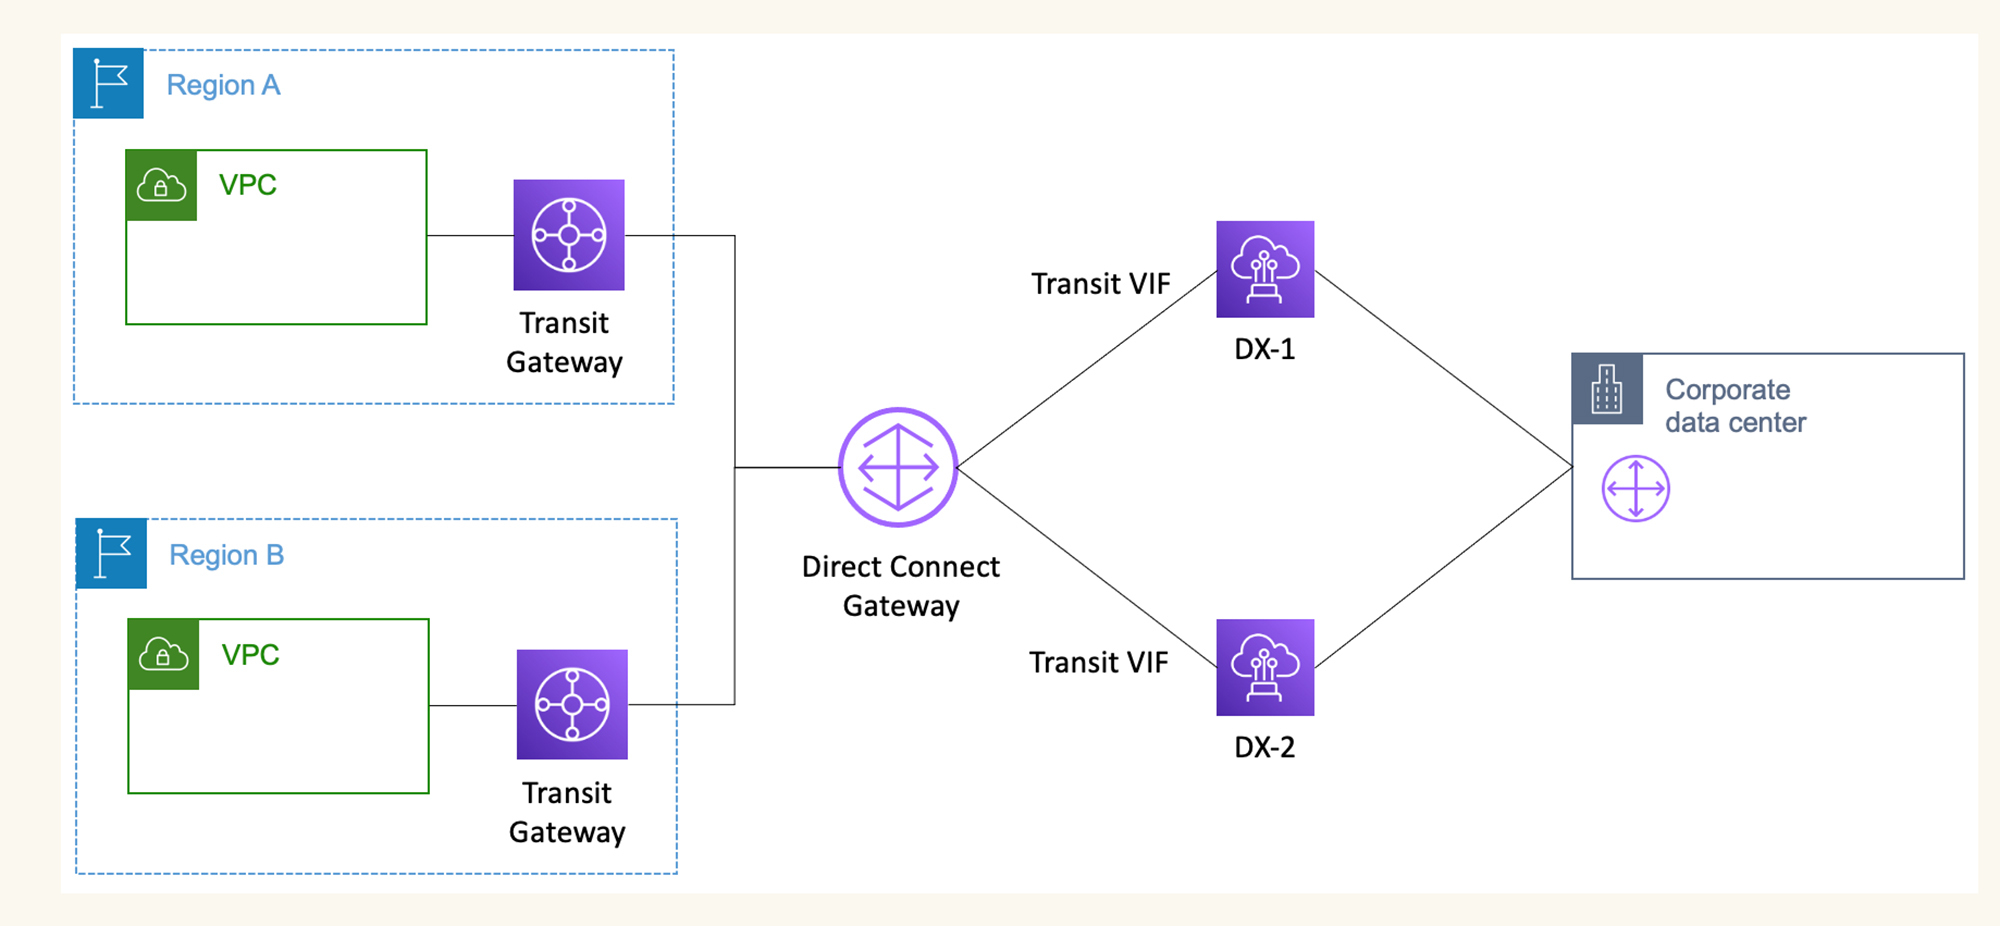 Region A
VPC
Transit
Gateway
Region B
VPC
Transit
Gateway
Direct Connect
Gateway
Transit VIF
DX-1
Transit VIF
DX-2
Corporate
data center